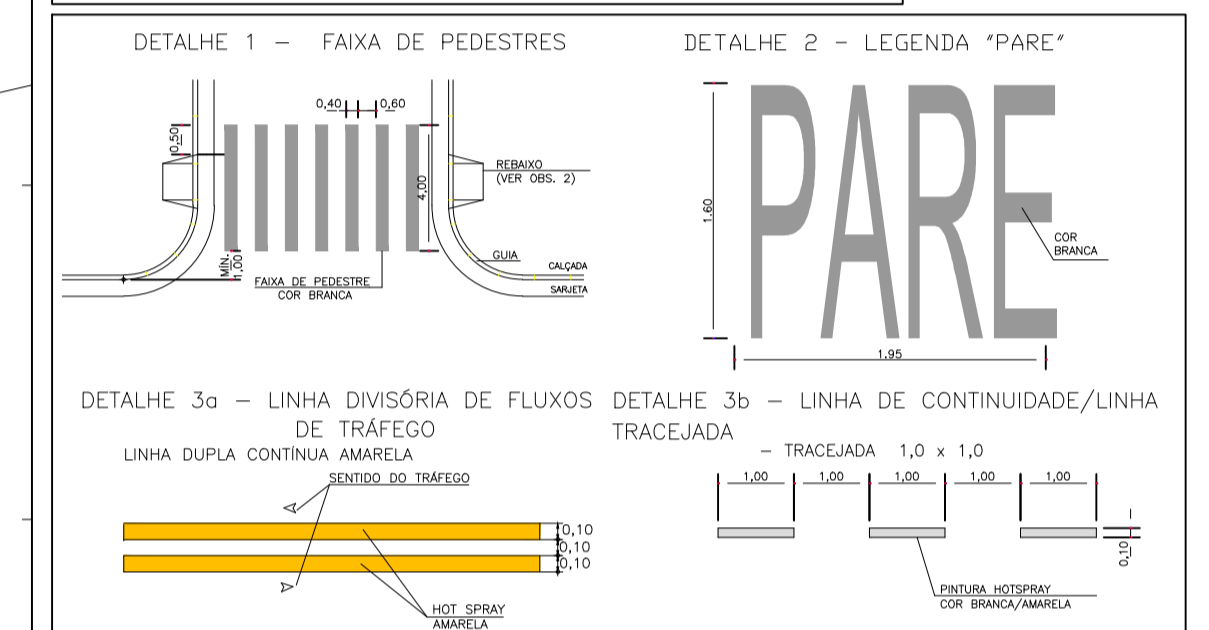 DETALHE 1 – FAIXA DE PEDESTRES
0,40
0,60
0,50
4,00
REBAIXO
(VER OBS. 2)
MÍN.
1,00
GUIA
CALÇADA
SARJETA
FAIXA DE PEDESTRE
COR BRANCA
DETALHE 2 – LEGENDA "PARE"
PARE
1.60
1.95
COR
BRANCA
DETALHE 3a – LINHA DIVISÓRIA DE FLUXOS
DE TRÁFEGO
LINHA DUPLA CONTÍNUA AMARELA
SENTIDO DO TRÁFEGO
0,10
0,10
0,10
HOT SPRAY
AMARELA
DETALHE 3b – LINHA DE CONTINUIDADE/LINHA
TRACEJADA
– TRACEJADA 1,0 x 1,0
1,00 1,00 1,00 1,00 1,00
0,10
PINTURA HOTSPRAY
COR BRANCA/AMARELA